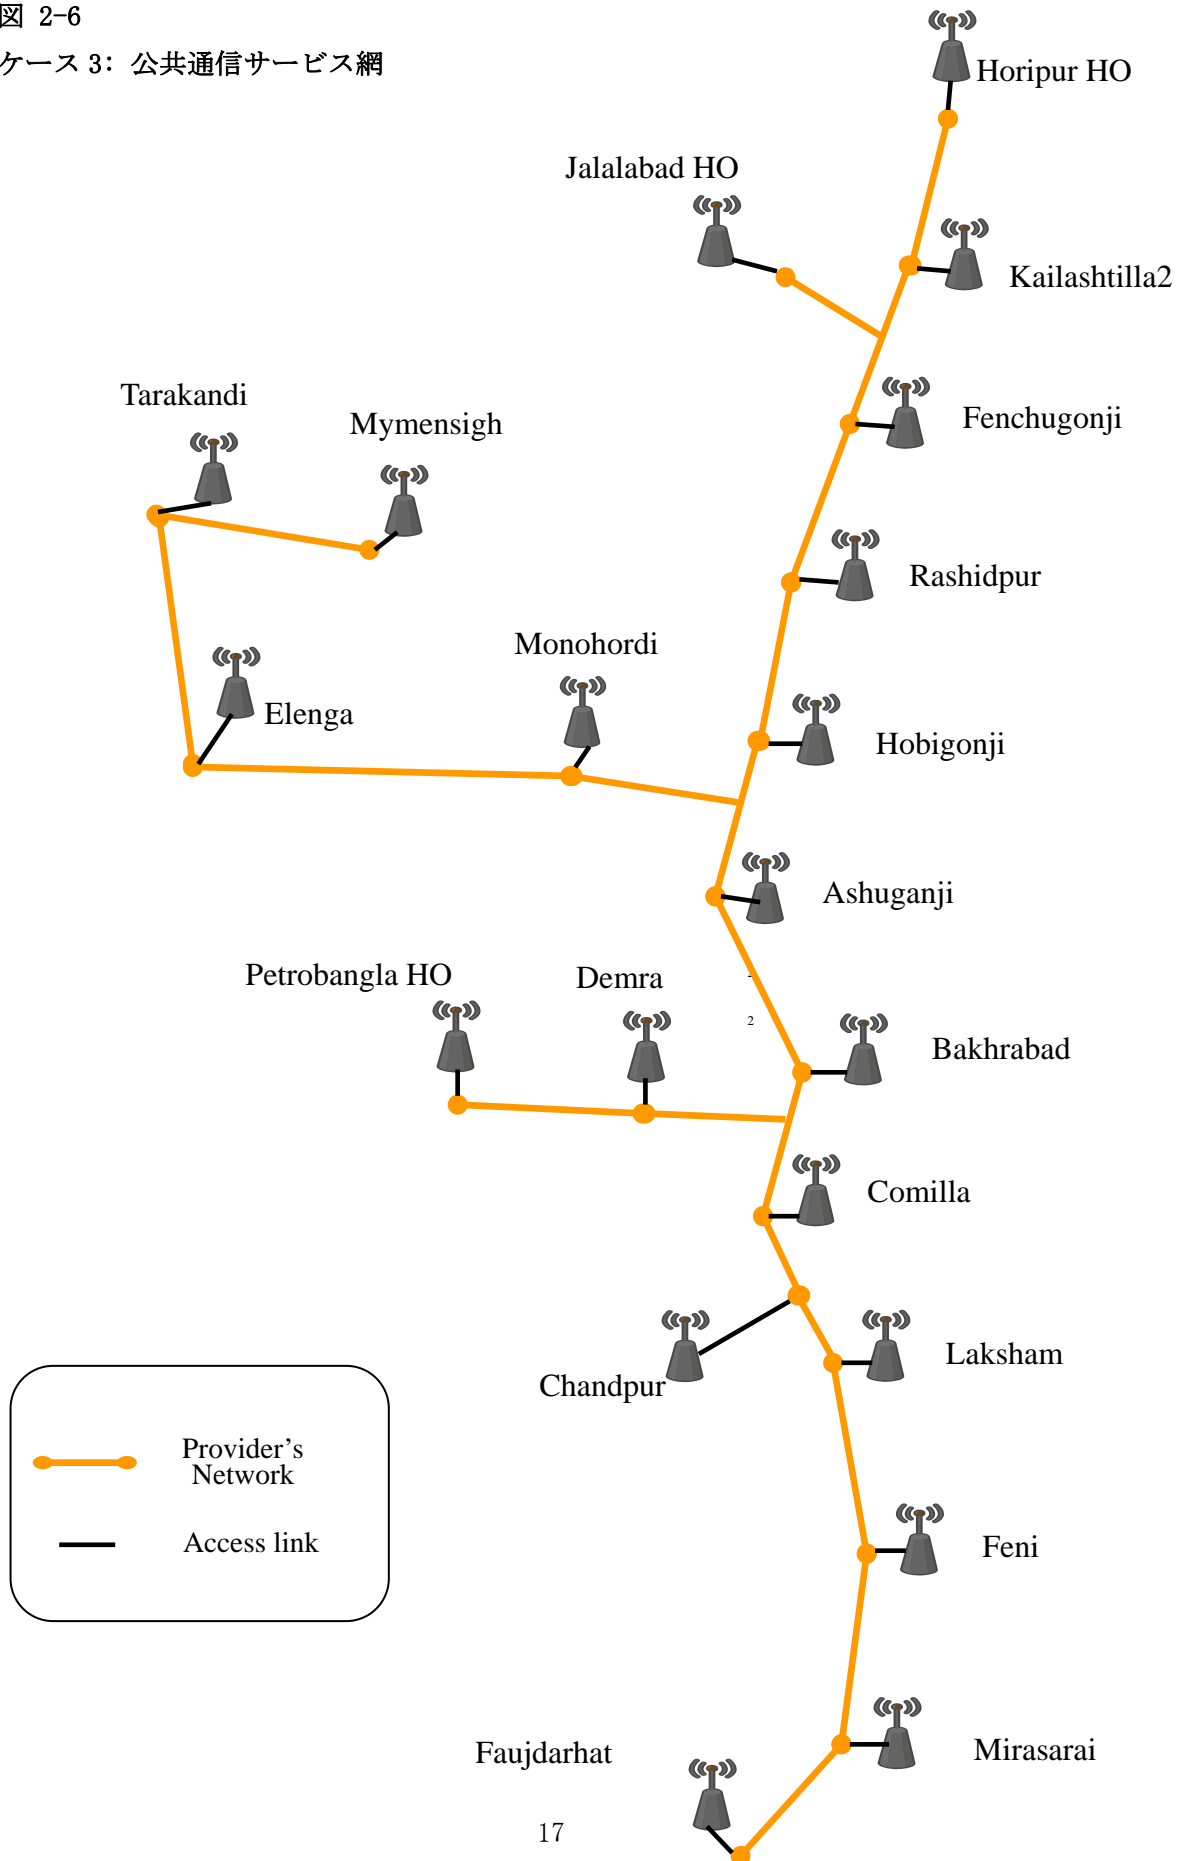 図 2-6
ケース 3: 公共通信サービス網
Horipur HO
Jalalabad HO
Kailashtilla2
Tarakandi
Mymensigh
Fenchugonji
Rashidpur
Monohordi
Elenga
Hobigonji
Ashuganji
Petrobangla HO
Demra
2
Bakhrabad
Comilla
Laksham
Chandpur
Provider's
Network
Access link
Feni
Faujdarhat
Mirasarai
17